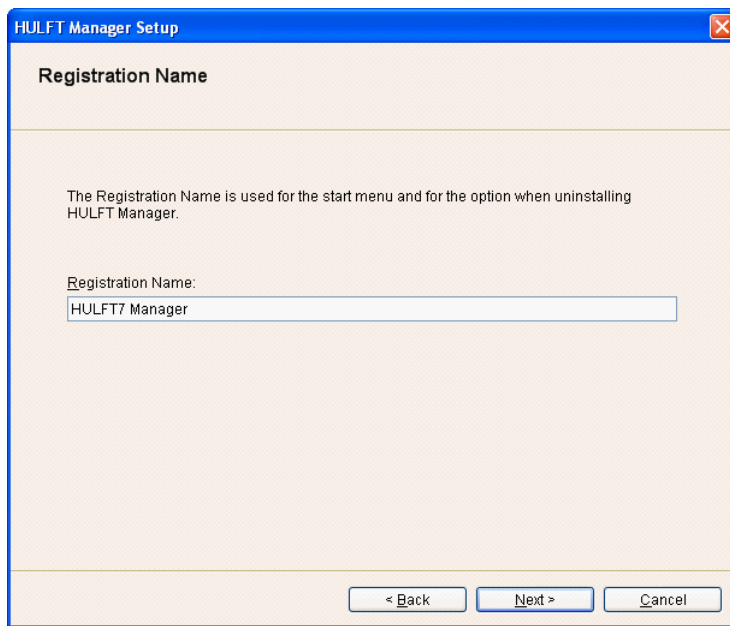 HULFT Manager Setup
Registration Name
The Registration Name is used for the start menu and for the option when uninstalling
HULFT Manager.
Registration Name:
HULFT7 Manager
< Back Next > Cancel